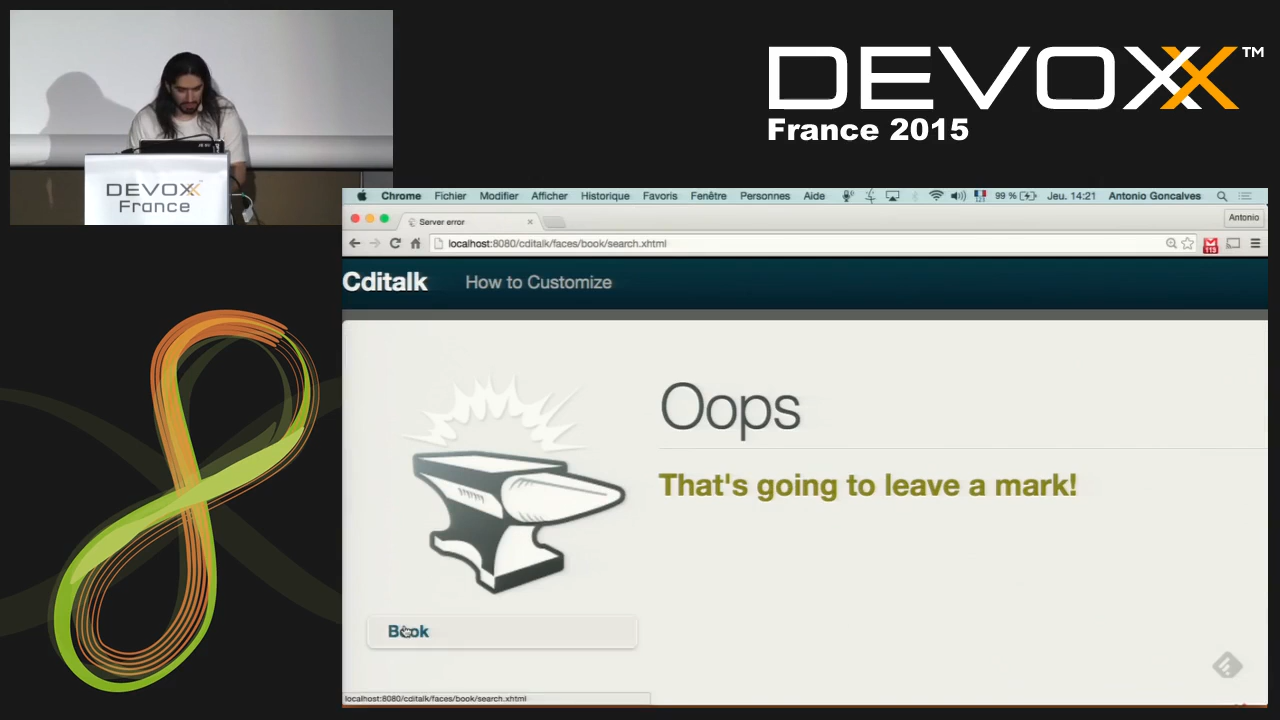 DEVOXX™
France 2015
DEVOXX
France
Chrome Fichier Modifier Afficher Historique Favoris Fenêtre Personnes Aide 99 % Jeu. 14:21 Antonio Goncalves
Server error
Antonio
localhost:8080/cditalk/faces/book/search.xhtml
Cditalk How to Customize
Oops
That's going to leave a mark!
Book
localhost:8080/cditalk/faces/book/search.xhtml